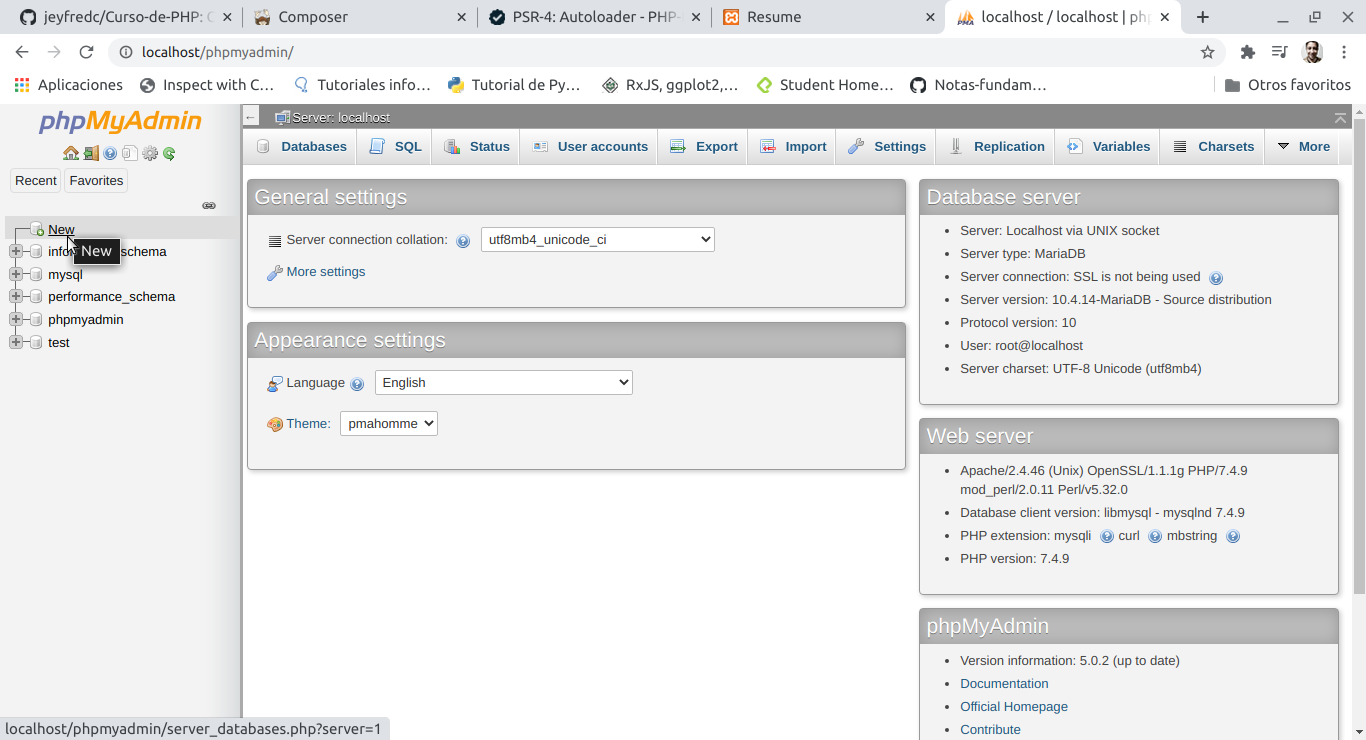 jeyfredc/Curso-de-PHP: C
Composer
PSR-4: Autoloader - PHP-
Resume
localhost / localhost | php
localhost/phpmyadmin/
Aplicaciones
Inspect with C...
Tutoriales info...
Tutorial de Py...
RxJS, ggplot2,...
Student Home...
Notas-fundam...
Otros favoritos
phpMyAdmin
Recent
Favorites
New
New
schema
mysql
performance_schema
phpmyadmin
test
Server: localhost
Databases
SQL
Status
User accounts
Export
Import
Settings
Replication
Variables
Charsets
More
General settings
Server connection collation:
utf8mb4_unicode_ci
More settings
Appearance settings
Language
English
Theme:
pmahomme
Database server
Server: Localhost via UNIX socket
Server type: MariaDB
Server connection: SSL is not being used
Server version: 10.4.14-MariaDB - Source distribution
Protocol version: 10
User: root@localhost
Server charset: UTF-8 Unicode (utf8mb4)
Web server
Apache/2.4.46 (Unix) OpenSSL/1.1.1g PHP/7.4.9
mod_perl/2.0.11 Perl/v5.32.0
Database client version: libmysql - mysqlnd 7.4.9
PHP extension: mysqli curl mbstring
PHP version: 7.4.9
phpMyAdmin
Version information: 5.0.2 (up to date)
Documentation
Official Homepage
Contribute
localhost/phpmyadmin/server_databases.php?server=1